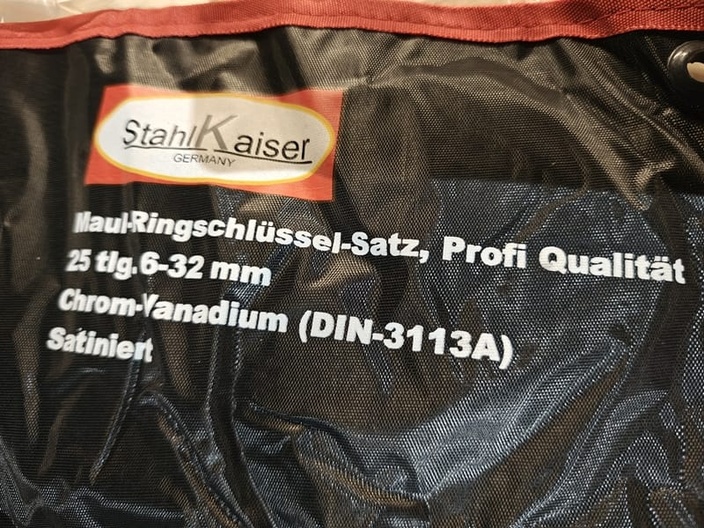 StahlKaiser
GERMANY
Maul-Ringschlüssel-Satz, Profi Qualität
25 tlg. 6-32 mm
Chrom-Vanadium (DIN-3113A)
Satiniert